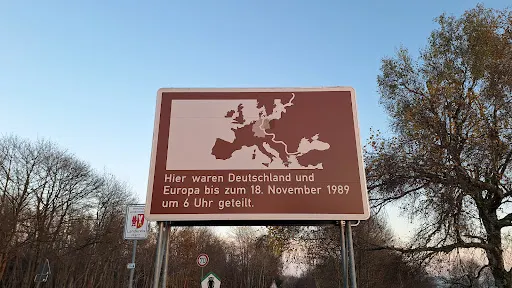 Hier waren Deutschland und
Europa bis zum 18. November 1989
um 6 Uhr geteilt.